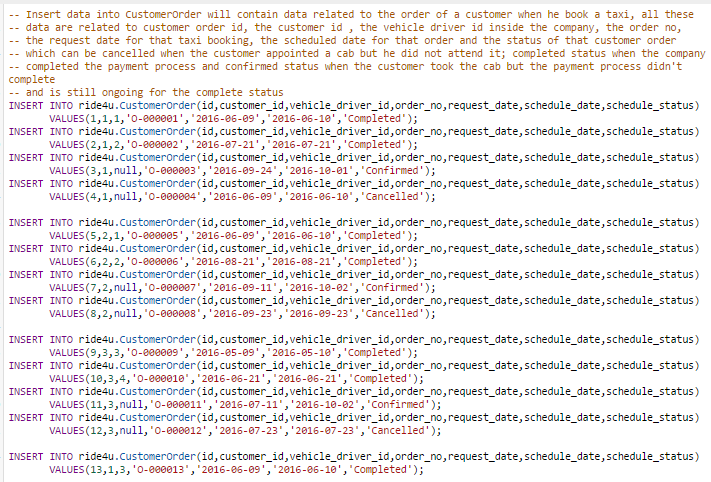 -- Insert data into CustomerOrder will contain data related to the order of a customer when he book a taxi, all these
-- data are related to customer order id, the customer id , the vehicle driver id inside the company, the order no,
-- the request date for that taxi booking, the scheduled date for that order and the status of that customer order
-- which can be cancelled when the customer appointed a cab but he did not attend it; completed status when the company
-- completed the payment process and confirmed status when the customer took the cab but the payment process didn't
complete
-- and is still ongoing for the complete status
INSERT INTO ride4u.CustomerOrder(id,customer_id,vehicle_driver_id,order_no,request_date,schedule_date,schedule_status)
VALUES(1,1,1,'O-000001','2016-06-09','2016-06-10','Completed');
INSERT INTO ride4u.CustomerOrder(id,customer_id,vehicle_driver_id,order_no,request_date,schedule_date,schedule_status)
VALUES(2,1,2,'O-000002','2016-07-21','2016-07-21','Completed');
INSERT INTO ride4u.CustomerOrder(id,customer_id,vehicle_driver_id,order_no,request_date,schedule_date,schedule_status)
VALUES(3,1,null,'O-000003','2016-09-24','2016-10-01','Confirmed');
INSERT INTO ride4u.CustomerOrder(id,customer_id,vehicle_driver_id,order_no,request_date,schedule_date,schedule_status)
VALUES(4,1,null,'O-000004','2016-06-09','2016-06-10','Cancelled');
INSERT INTO ride4u.CustomerOrder(id,customer_id,vehicle_driver_id,order_no,request_date,schedule_date,schedule_status)
VALUES(5,2,1,'O-000005','2016-06-09','2016-06-10','Completed');
INSERT INTO ride4u.CustomerOrder(id,customer_id,vehicle_driver_id,order_no,request_date,schedule_date,schedule_status)
VALUES(6,2,2,'O-000006','2016-08-21','2016-08-21','Completed');
INSERT INTO ride4u.CustomerOrder(id,customer_id,vehicle_driver_id,order_no,request_date,schedule_date,schedule_status)
VALUES(7,2,null,'O-000007','2016-09-11','2016-10-02','Confirmed');
INSERT INTO ride4u.CustomerOrder(id,customer_id,vehicle_driver_id,order_no,request_date,schedule_date,schedule_status)
VALUES(8,2,null,'O-000008','2016-09-23','2016-09-23','Cancelled');
INSERT INTO ride4u.CustomerOrder(id,customer_id,vehicle_driver_id,order_no,request_date,schedule_date,schedule_status)
VALUES(9,3,3,'O-000009','2016-05-09','2016-05-10','Completed');
INSERT INTO ride4u.CustomerOrder(id,customer_id,vehicle_driver_id,order_no,request_date,schedule_date,schedule_status)
VALUES(10,3,4,'O-000010','2016-06-21','2016-06-21','Completed');
INSERT INTO ride4u.CustomerOrder(id,customer_id,vehicle_driver_id,order_no,request_date,schedule_date,schedule_status)
VALUES(11,3,null,'O-000011','2016-07-11','2016-10-02','Confirmed');
INSERT INTO ride4u.CustomerOrder(id,customer_id,vehicle_driver_id,order_no,request_date,schedule_date,schedule_status)
VALUES(12,3,null,'O-000012','2016-07-23','2016-07-23','Cancelled');
INSERT INTO ride4u.CustomerOrder(id,customer_id,vehicle_driver_id,order_no,request_date,schedule_date,schedule_status)
VALUES(13,1,3,'O-000013','2016-06-09','2016-06-10','Completed');